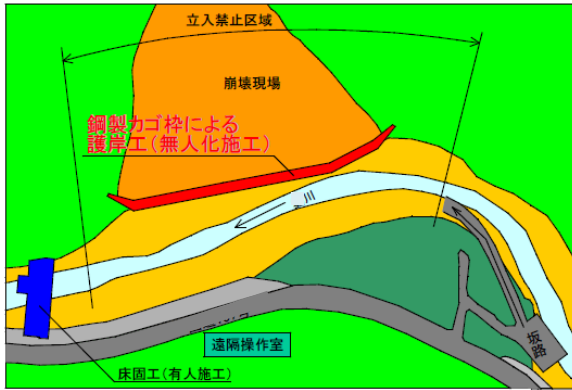 立入禁止区域
崩壊現場
鋼製カゴ枠による
護岸工(無人化施工)
川
坂路
遠隔操作室
床固工(有人施工)